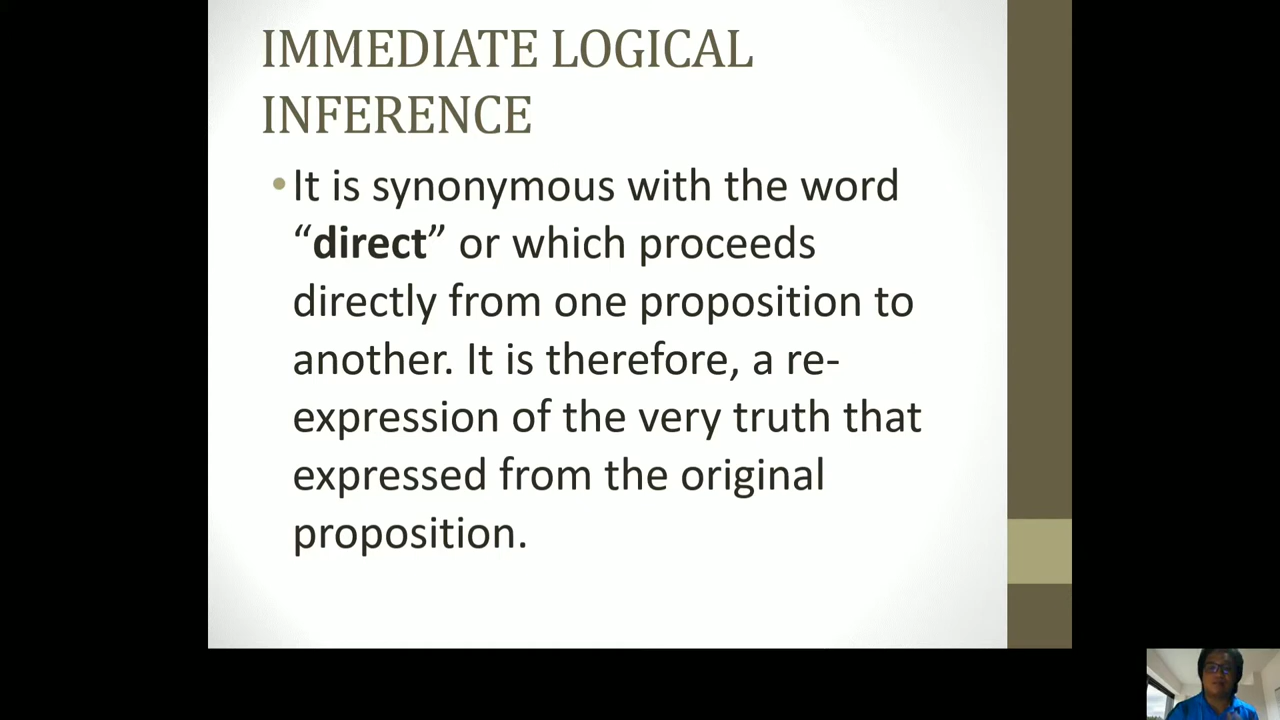 IMMEDIATE LOGICAL
INFERENCE
•It is synonymous with the word
“direct” or which proceeds
directly from one proposition to
another. It is therefore, a re-
expression of the very truth that
expressed from the original
proposition.